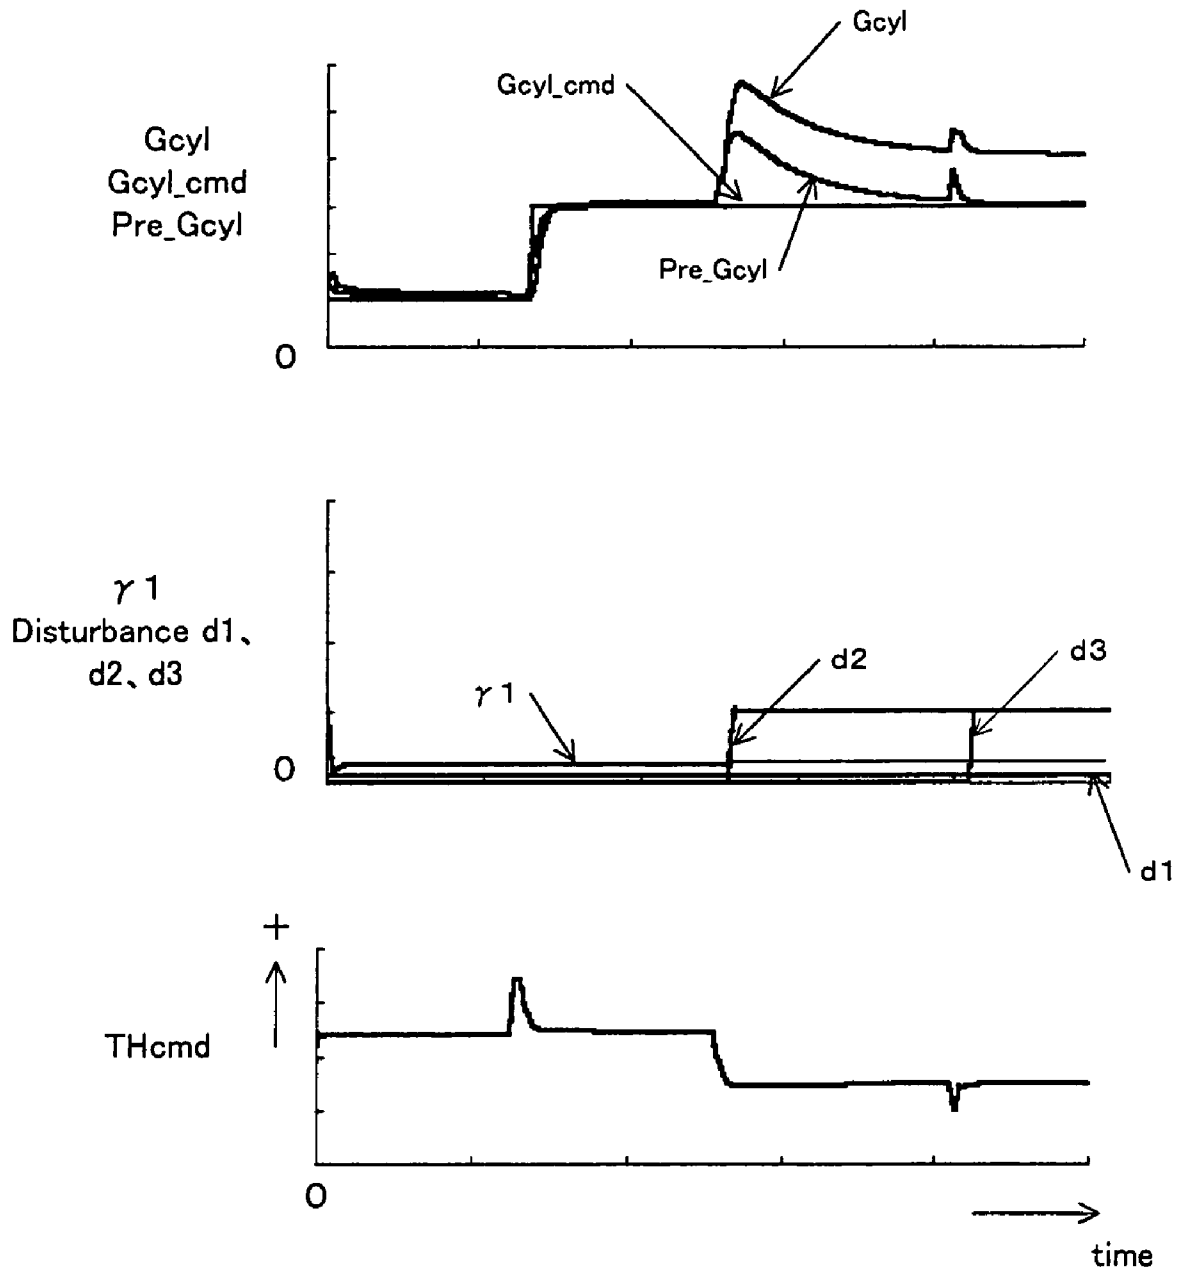 Gcyl
Gcyl_cmd
Gcyl
Gcyl_cmd
Pre_Gcyl
Pre_Gcyl
0
γ1
Disturbance d1、
d2、d3
d2
d3
γ1
0
d1
+
THcmd
0
time